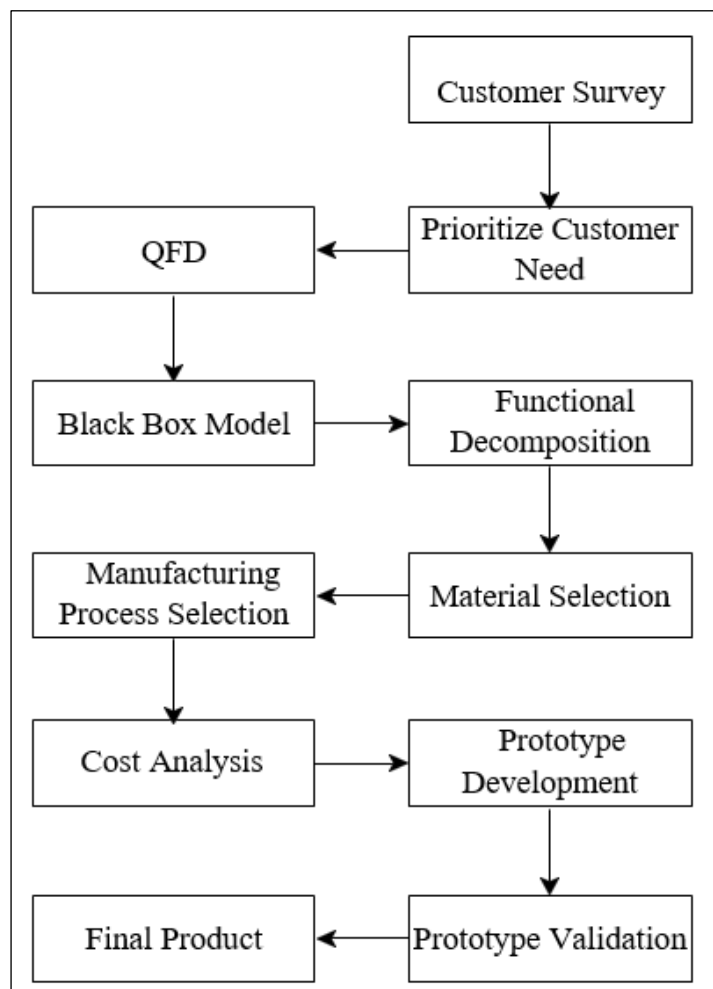 Customer Survey
Prioritize Customer
Need
QFD
Black Box Model
Functional
Decomposition
Material Selection
Manufacturing
Process Selection
Cost Analysis
Prototype
Development
Prototype Validation
Final Product